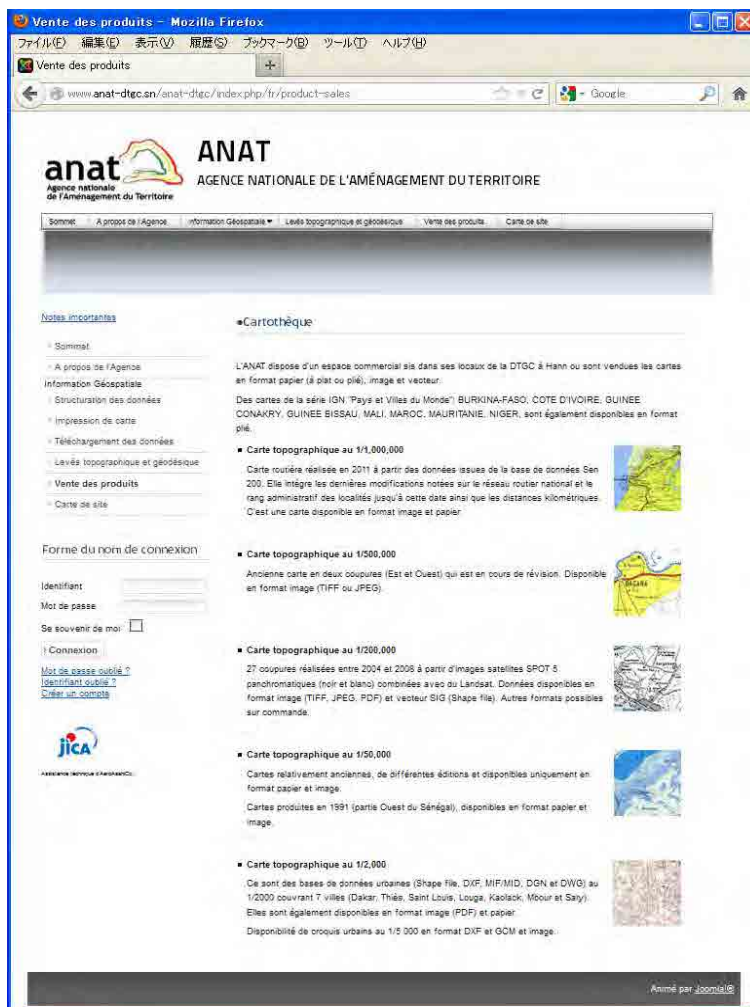 Vente des produits - Mozilla Firefox
ファイル(F) 編集(E) 表示(V) 履歴(S) ブックマーク(B) ツール(T) ヘルプ(H)
Vente des produits
www.anat-dtgc.sn/anat-dtgc/index.php/fr/product-sales
Google
anat
Agence nationale
de l'Aménagement du Territoire
ANAT
AGENCE NATIONALE DE L'AMÉNAGEMENT DU TERRITOIRE
Sommet A propos de l'Agence Information Géospatiale Levés topographique et géodésique Vente des produits Carte de site
Notes importantes
Sommet
A propos de l'Agence
Information Géospatiale
Structuration des données
Impression de carte
Téléchargement des données
Levés topographique et géodésique
Vente des produits
Carte de site
Forme du nom de connexion
Identifiant
Mot de passe
Se souvenir de moi
Connexion
Mot de passe oublié ?
Identifiant oublié ?
Créer un compte
jica
Cartothèque
L'ANAT dispose d'un espace commercial sis dans ses locaux de la DTGC à Hann ou sont vendues les cartes
en format papier (à plat ou plié), image et vecteur.
Des cartes de la série IGN "Pays et Villes du Monde": BURKINA-FASO, COTE D'IVOIRE, GUINEE
CONAKRY, GUINEE BISSAU, MALI, MAROC, MAURITANIE, NIGER, sont également disponibles en format
plié.
Carte topographique au 1/1,000,000
Carte routière réalisée en 2011 à partir des données issues de la base de données Sen
200. Elle intègre les dernières modifications notées sur le réseau routier national et le
rang administratif des localités jusqu'à cette date ainsi que les distances kilométriques.
C'est une carte disponible en format image et papier
Carte topographique au 1/500,000
Ancienne carte en deux coupures (Est et Ouest) qui est en cours de révision. Disponible
en format image (TIFF ou JPEG).
DAGANA
Carte topographique au 1/200,000
27 coupures réalisées entre 2004 et 2008 à partir d'images satellites SPOT 5
panchromatiques (noir et blanc) combinées avec du Landsat. Données disponibles en
format image (TIFF, JPEG, PDF) et vecteur SIG (Shape file). Autres formats possibles
sur commande.
Carte topographique au 1/50,000
Cartes relativement anciennes, de différentes éditions et disponibles uniquement en
format papier et image.
Cartes produites en 1991 (partie Ouest du Sénégal), disponibles en format papier et
image.
Carte topographique au 1/2,000
Ce sont des bases de données urbaines (Shape file, DXF, MIF/MID, DGN et DWG) au
1/2000 couvrant 7 villes (Dakar, Thiès, Saint Louis, Louga, Kaolack, Mbour et Saly).
Elles sont également disponibles en format image (PDF) et papier
Disponibilité de croquis urbains au 1/5 000 en format DXF et GCM et image.
Animé par Joomla!®